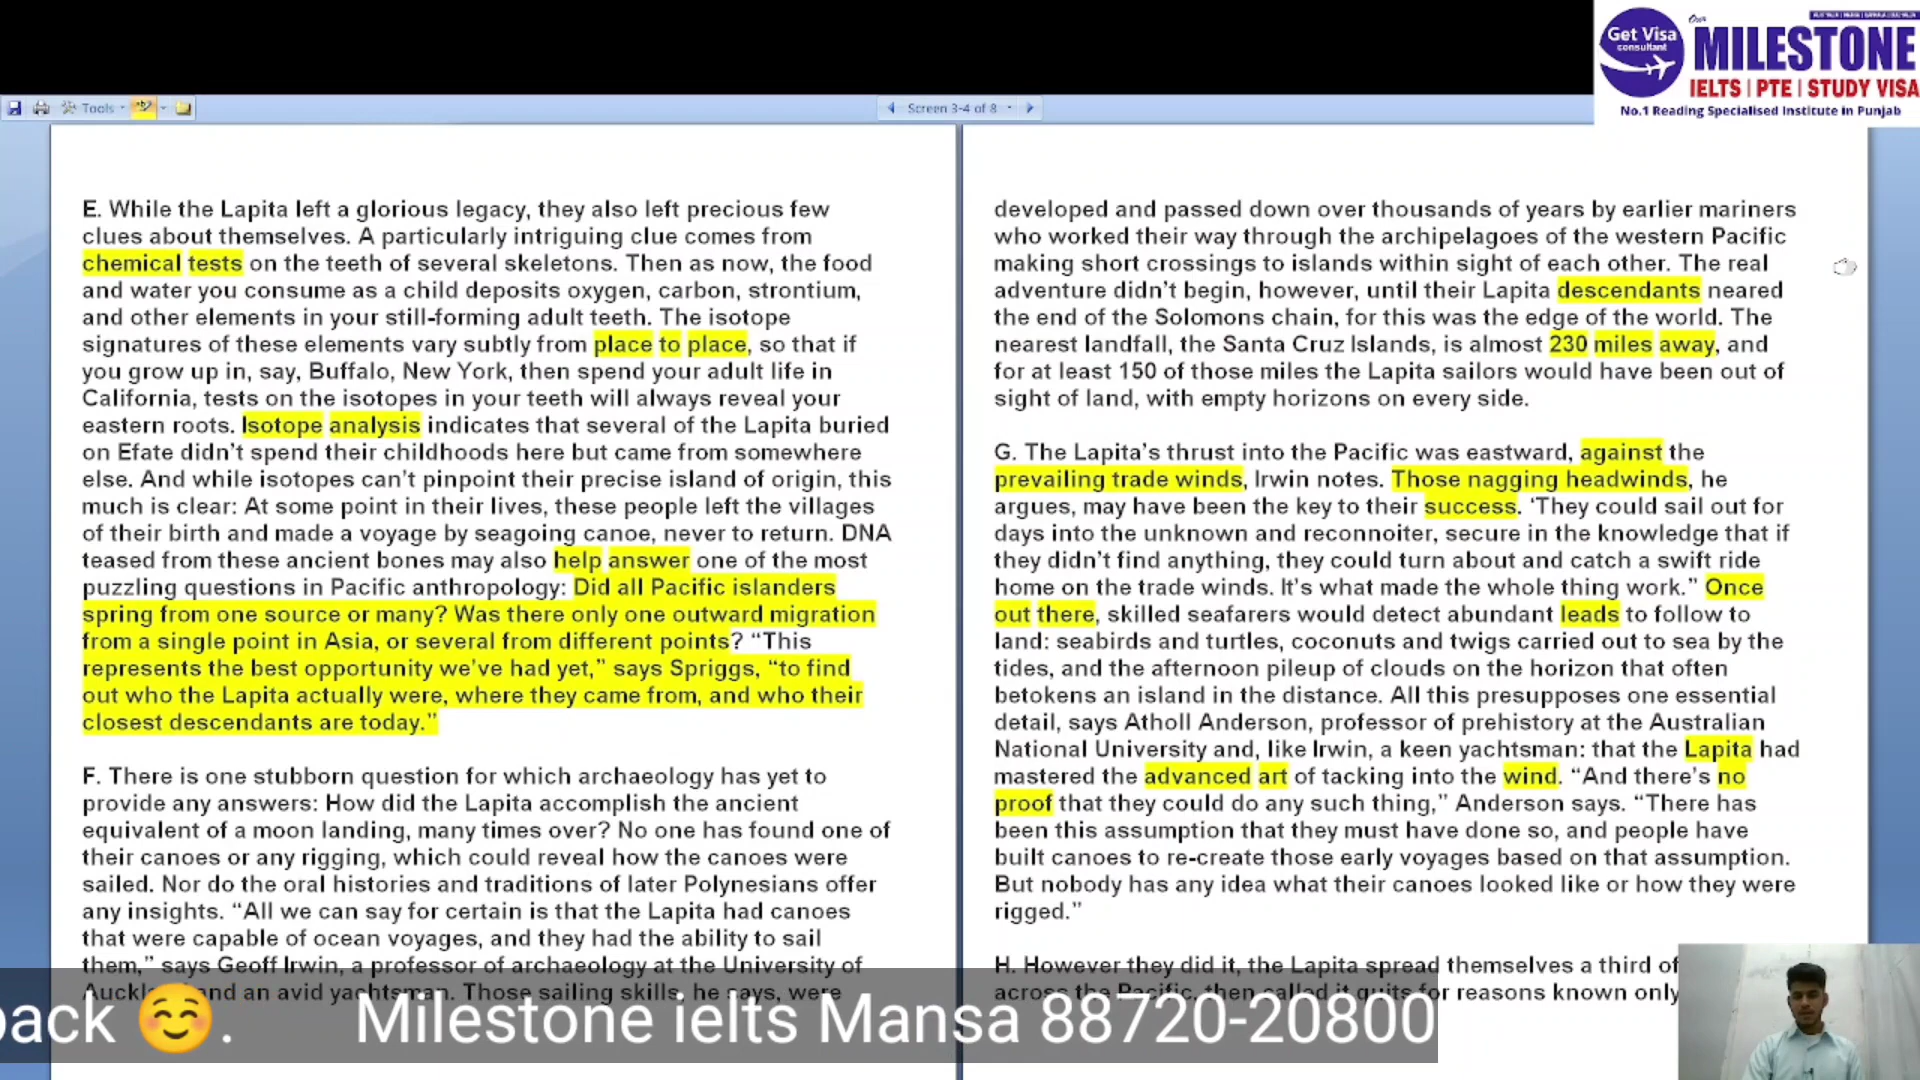 Get Visa
consultant
Our
MILESTONE
IELTS | PTE | STUDY VISA
No.1 Reading Specialised Institute in Punjab
Tools
Screen 3-4 of 8
E. While the Lapita left a glorious legacy, they also left precious few
clues about themselves. A particularly intriguing clue comes from
chemical tests on the teeth of several skeletons. Then as now, the food
and water you consume as a child deposits oxygen, carbon, strontium,
and other elements in your still-forming adult teeth. The isotope
signatures of these elements vary subtly from place to place, so that if
you grow up in, say, Buffalo, New York, then spend your adult life in
California, tests on the isotopes in your teeth will always reveal your
eastern roots. Isotope analysis indicates that several of the Lapita buried
on Efate didn't spend their childhoods here but came from somewhere
else. And while isotopes can't pinpoint their precise island of origin, this
much is clear: At some point in their lives, these people left the villages
of their birth and made a voyage by seagoing canoe, never to return. DNA
teased from these ancient bones may also help answer one of the most
puzzling questions in Pacific anthropology: Did all Pacific islanders
spring from one source or many? Was there only one outward migration
from a single point in Asia, or several from different points? “This
represents the best opportunity we've had yet,” says Spriggs, “to find
out who the Lapita actually were, where they came from, and who their
closest descendants are today.”
F. There is one stubborn question for which archaeology has yet to
provide any answers: How did the Lapita accomplish the ancient
equivalent of a moon landing, many times over? No one has found one of
their canoes or any rigging, which could reveal how the canoes were
sailed. Nor do the oral histories and traditions of later Polynesians offer
any insights. “All we can say for certain is that the Lapita had canoes
that were capable of ocean voyages, and they had the ability to sail
them,” says Geoff Irwin, a professor of archaeology at the University of
Auckl and an avid yachtsman. Those sailing skills, he says, were
developed and passed down over thousands of years by earlier mariners
who worked their way through the archipelagoes of the western Pacific
making short crossings to islands within sight of each other. The real
adventure didn't begin, however, until their Lapita descendants neared
the end of the Solomons chain, for this was the edge of the world. The
nearest landfall, the Santa Cruz Islands, is almost 230 miles away, and
for at least 150 of those miles the Lapita sailors would have been out of
sight of land, with empty horizons on every side.
G. The Lapita's thrust into the Pacific was eastward, against the
prevailing trade winds, Irwin notes. Those nagging headwinds, he
argues, may have been the key to their success. ‘They could sail out for
days into the unknown and reconnoiter, secure in the knowledge that if
they didn't find anything, they could turn about and catch a swift ride
home on the trade winds. It's what made the whole thing work.” Once
out there, skilled seafarers would detect abundant leads to follow to
land: seabirds and turtles, coconuts and twigs carried out to sea by the
tides, and the afternoon pileup of clouds on the horizon that often
betokens an island in the distance. All this presupposes one essential
detail, says Atholl Anderson, professor of prehistory at the Australian
National University and, like Irwin, a keen yachtsman: that the Lapita had
mastered the advanced art of tacking into the wind. “And there's no
proof that they could do any such thing,” Anderson says. “There has
been this assumption that they must have done so, and people have
built canoes to re-create those early voyages based on that assumption.
But nobody has any idea what their canoes looked like or how they were
rigged.”
H. However they did it, the Lapita spread themselves a third of
across the Pacific, then called it quits for reasons known only
back ☺. Milestone ielts Mansa 88720-20800